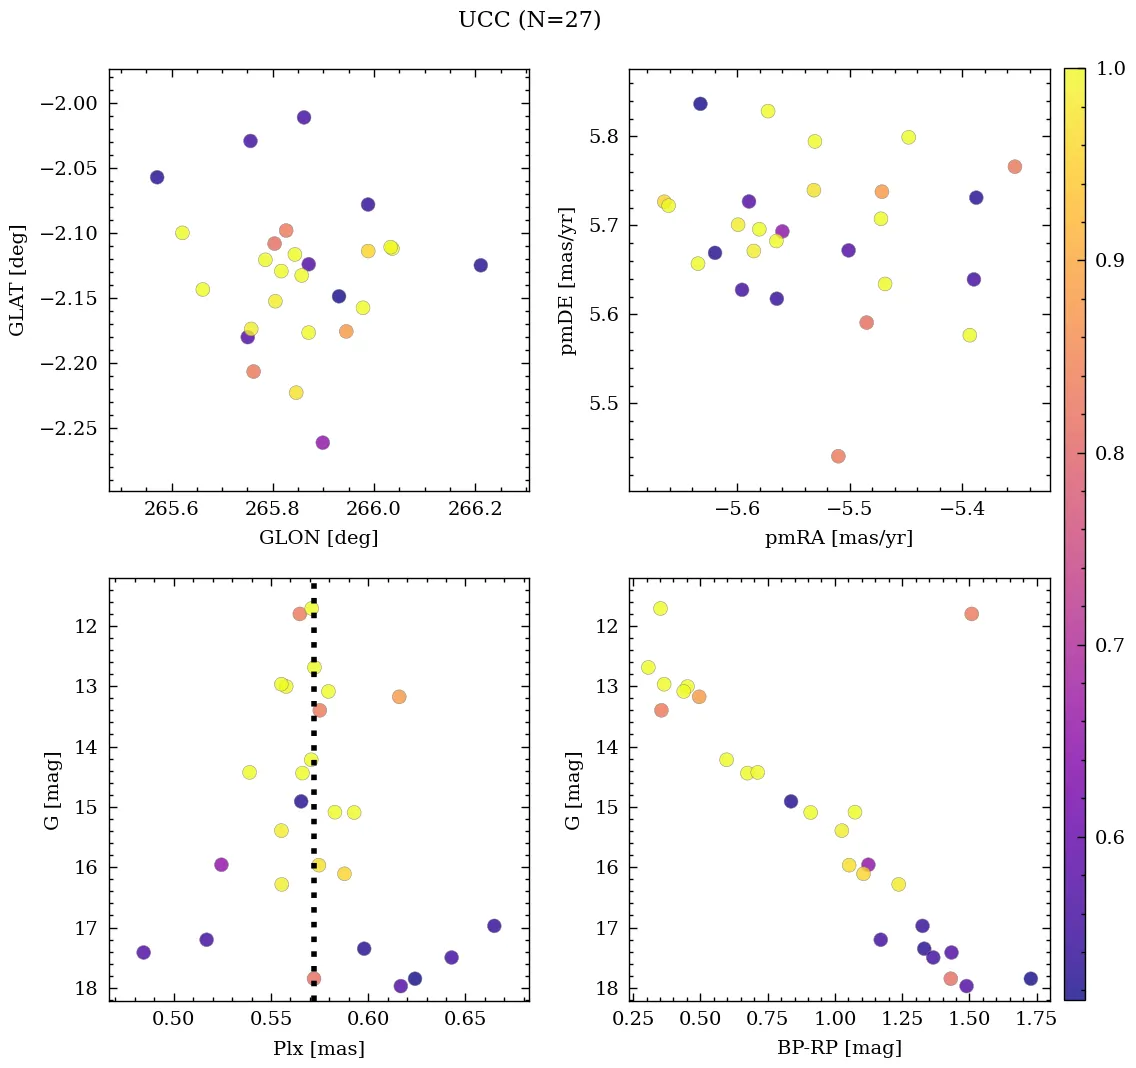 UCC (N=27)
−2.00
−2.05
−2.10
−2.15
−2.20
−2.25
GLAT [deg]
265.6 265.8 266.0 266.2
GLON [deg]
5.8
5.7
5.6
5.5
pmDE [mas/yr]
−5.6 −5.5 −5.4
pmRA [mas/yr]
1.0
0.9
0.8
0.7
0.6
12
13
14
15
16
17
18
G [mag]
0.50 0.55 0.60 0.65
Plx [mas]
12
13
14
15
16
17
18
G [mag]
0.25 0.50 0.75 1.00 1.25 1.50 1.75
BP-RP [mag]